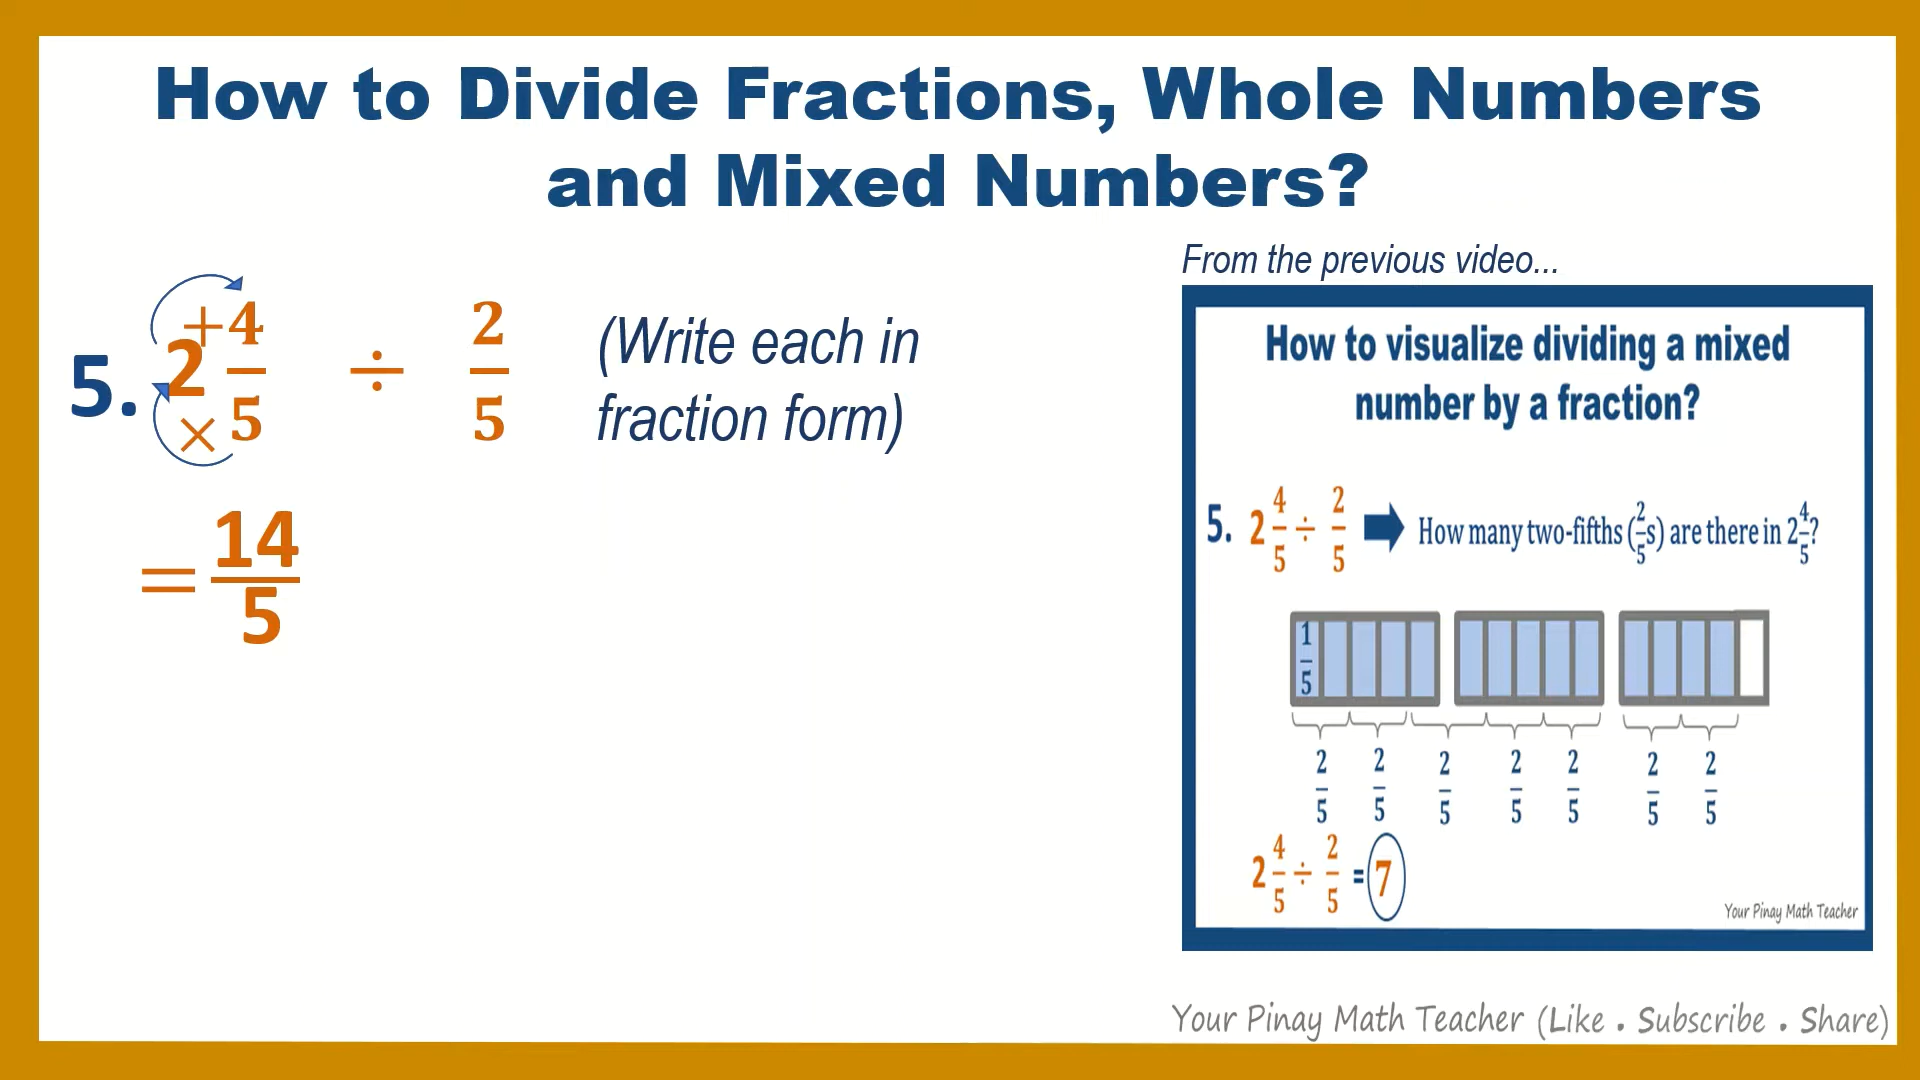 How to Divide Fractions, Whole Numbers
and Mixed Numbers?
5. 2 +4/5 × ÷ 2/5
(Write each in
fraction form)
= 14/5
From the previous video...
How to visualize dividing a mixed
number by a fraction?
5. 2 4/5 ÷ 2/5 How many two-fifths (2/5s) are there in 2 4/5?
1/5
2/5 2/5 2/5 2/5 2/5 2/5 2/5
2 4/5 ÷ 2/5 = 7
Your Pinay Math Teacher
Your Pinay Math Teacher (Like . Subscribe . Share)